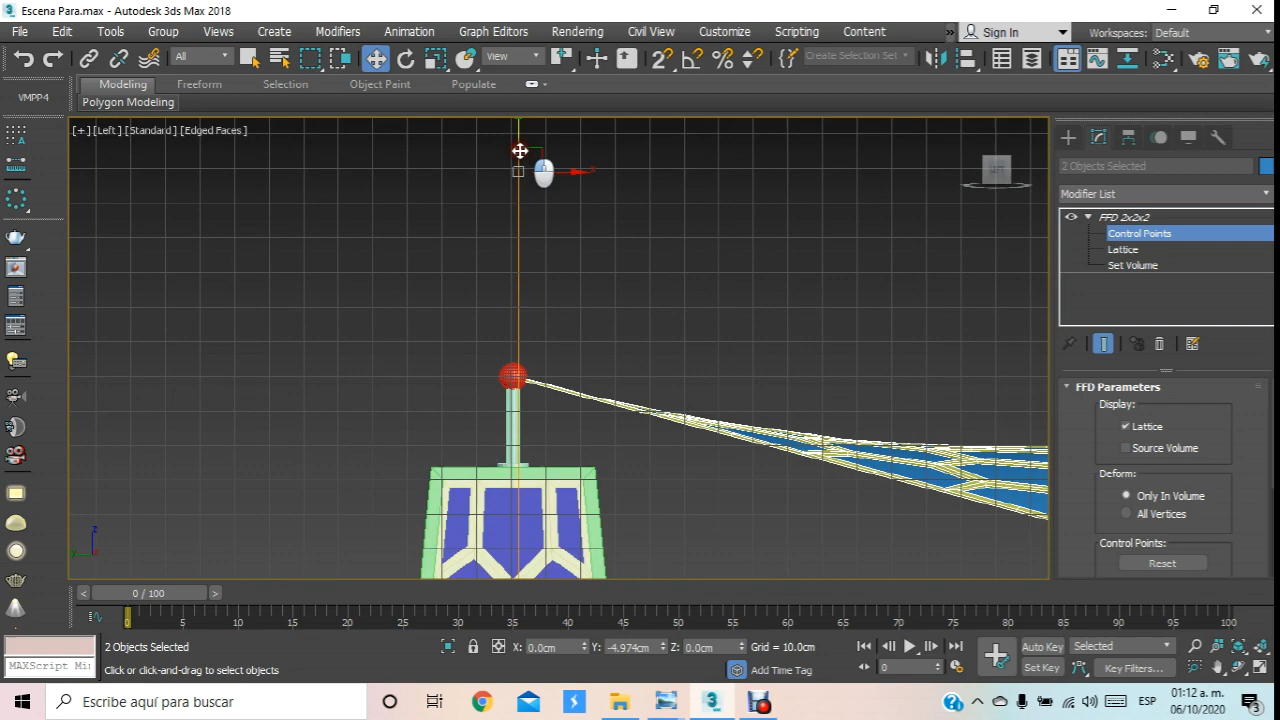 Escena Para.max - Autodesk 3ds Max 2018
File Edit Tools Group Views Create Modifiers Animation Graph Editors Rendering Civil View Customize Scripting Content » Sign In Workspaces: Default
All View Create Selection Set
Modeling Freeform Selection Object Paint Populate
VMPP4 Polygon Modeling
[+] [Left] [Standard] [Edged Faces]
2 Objects Selected
Modifier List
FFD 2x2x2
Control Points
Lattice
Set Volume
FFD Parameters
Display:
Lattice
Source Volume
Deform:
Only In Volume
All Vertices
Control Points:
Reset
z
y x
< 0 / 100 >
0 5 10 15 20 25 30 35 40 45 50 55 60 65 70 75 80 85 90 95 100
2 Objects Selected X: 0.0cm Y: -4.974cm Z: 0.0cm Grid = 10.0cm Auto Key Selected
MAXScript Mi Click or click-and-drag to select objects Add Time Tag 0 Set Key Key Filters...
Escribe aquí para buscar ESP 01:12 a. m.
06/10/2020 3